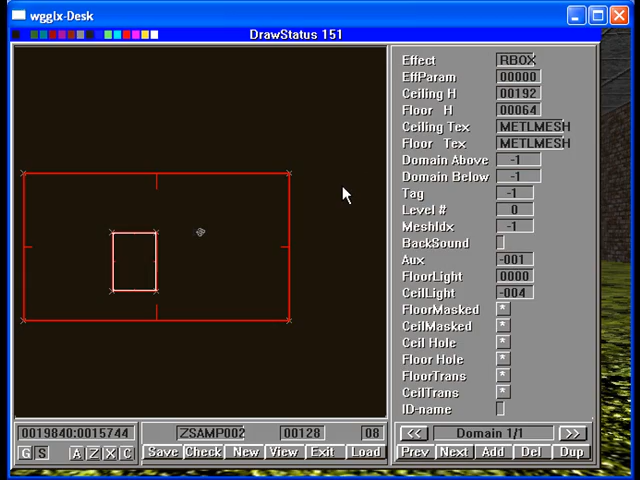 wgglx-Desk
DrawStatus 151
Effect RBOX
EffParam 00000
Ceiling H 00192
Floor H 00064
Ceiling Tex METLMESH
Floor Tex METLMESH
Domain Above -1
Domain Below -1
Tag -1
Level # 0
MeshIdx -1
BackSound
Aux -001
FloorLight 0000
CeilLight -004
FloorMasked *
CeilMasked *
Ceil Hole *
Floor Hole *
FloorTrans *
CeilTrans *
ID-name
0019840:0015744 ZSAMP002 00128 08 << Domain 1/1 >>
G S A Z X C Save Check New View Exit Load Prev Next Add Del Dup